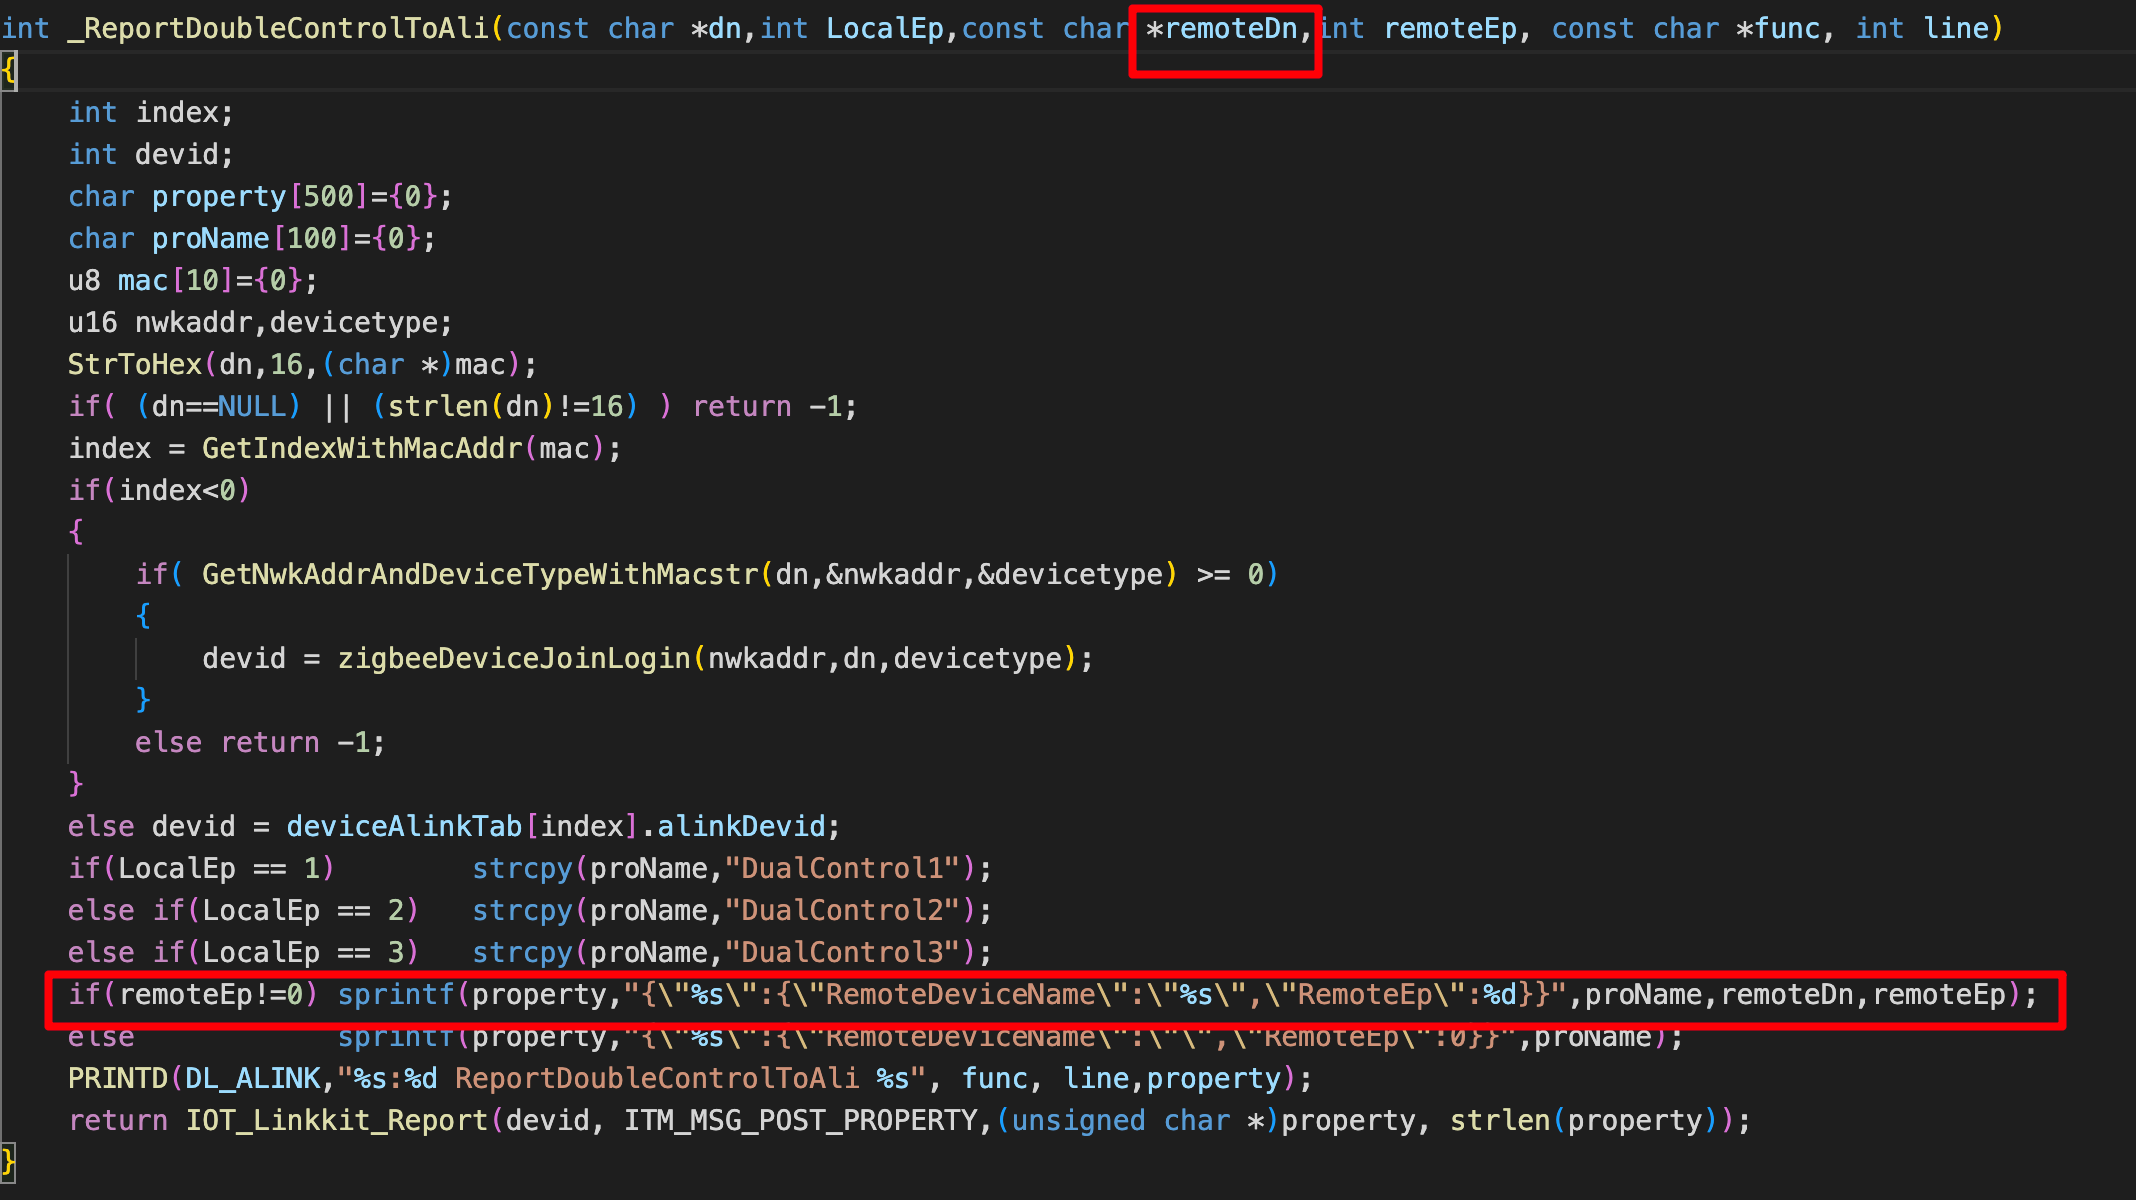 int _ReportDoubleControlToAli(const char *dn,int LocalEp,const char *remoteDn,int remoteEp, const char *func, int line)
{
    int index;
    int devid;
    char property[500]={0};
    char proName[100]={0};
    u8 mac[10]={0};
    u16 nwkaddr,devicetype;
    StrToHex(dn,16,(char *)mac);
    if( (dn==NULL) || (strlen(dn)!=16) ) return -1;
    index = GetIndexWithMacAddr(mac);
    if(index<0)
    {
        if( GetNwkAddrAndDeviceTypeWithMacstr(dn,&nwkaddr,&devicetype) >= 0)
        {
            devid = zigbeeDeviceJoinLogin(nwkaddr,dn,devicetype);
        }
        else return -1;
    }
    else devid = deviceAlinkTab[index].alinkDevid;
    if(LocalEp == 1)        strcpy(proName,"DualControl1");
    else if(LocalEp == 2)   strcpy(proName,"DualControl2");
    else if(LocalEp == 3)   strcpy(proName,"DualControl3");
    if(remoteEp!=0) sprintf(property,"{\"%s\":{\"RemoteDeviceName\":\"%s\",\"RemoteEp\":%d}}",proName,remoteDn,remoteEp);
    else            sprintf(property,"{\"%s\":{\"RemoteDeviceName\":\"\",\"RemoteEp\":0}}",proName);
    PRINTD(DL_ALINK,"%s:%d ReportDoubleControlToAli %s", func, line,property);
    return IOT_Linkkit_Report(devid, ITM_MSG_POST_PROPERTY,(unsigned char *)property, strlen(property));
}